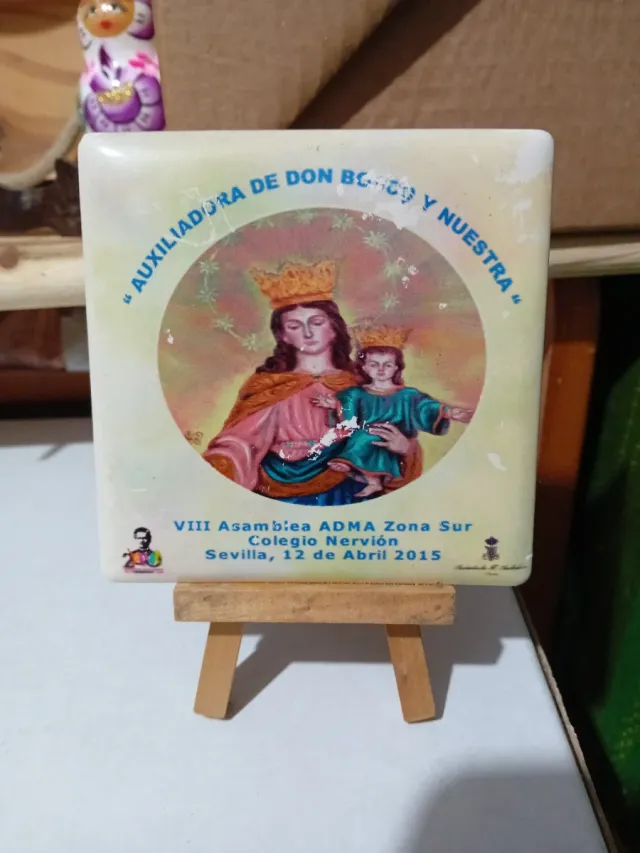 “ AUXILIADORA DE DON BOSCO Y NUESTRA “
VIII Asamblea ADMA Zona Sur
Colegio Nervión
Sevilla, 12 de Abril 2015